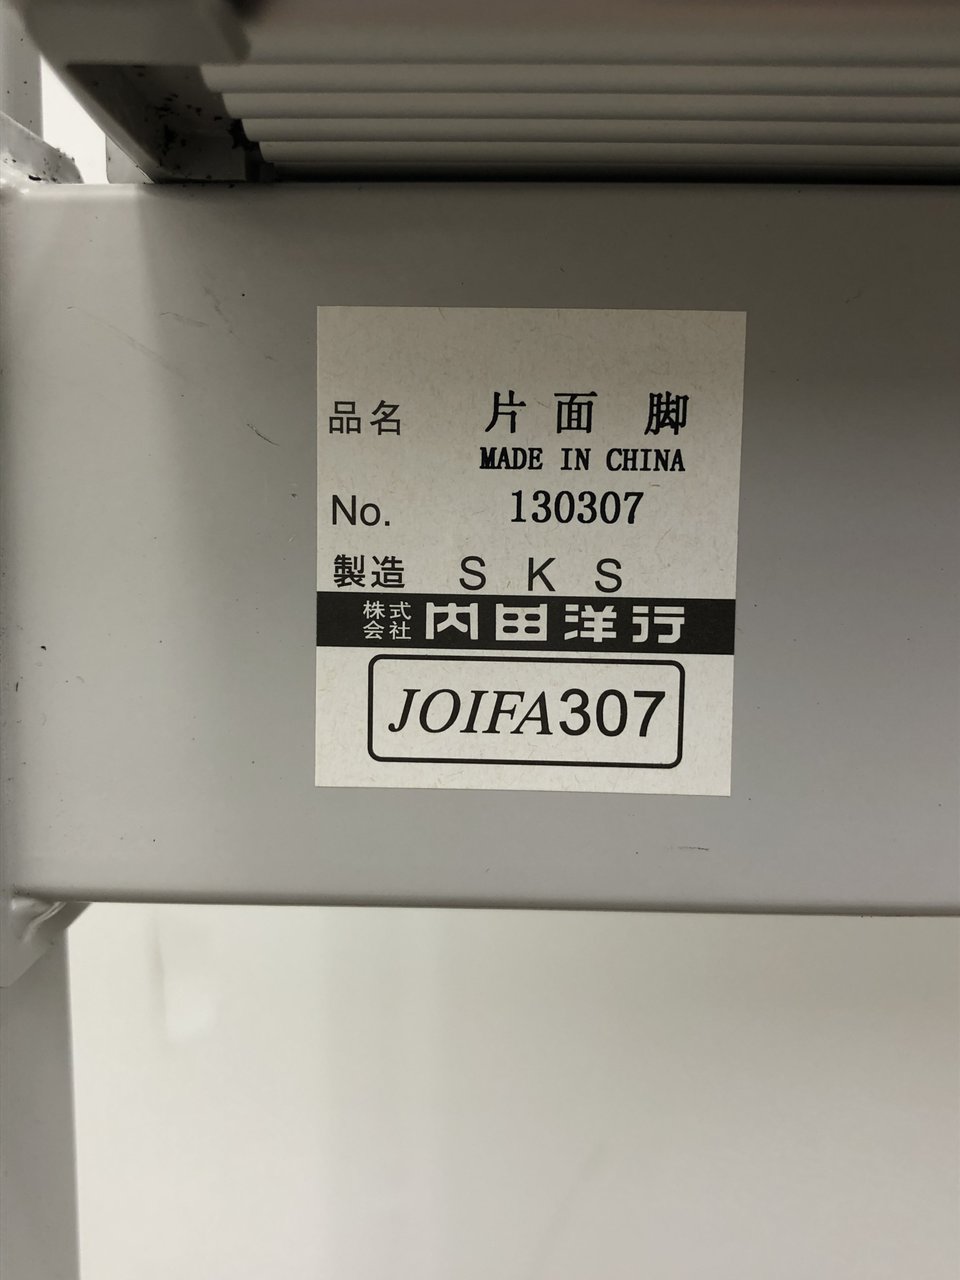 品名 片面 脚
MADE IN CHINA
No. 130307
製造 S K S
株式会社 内田洋行
JOIFA307